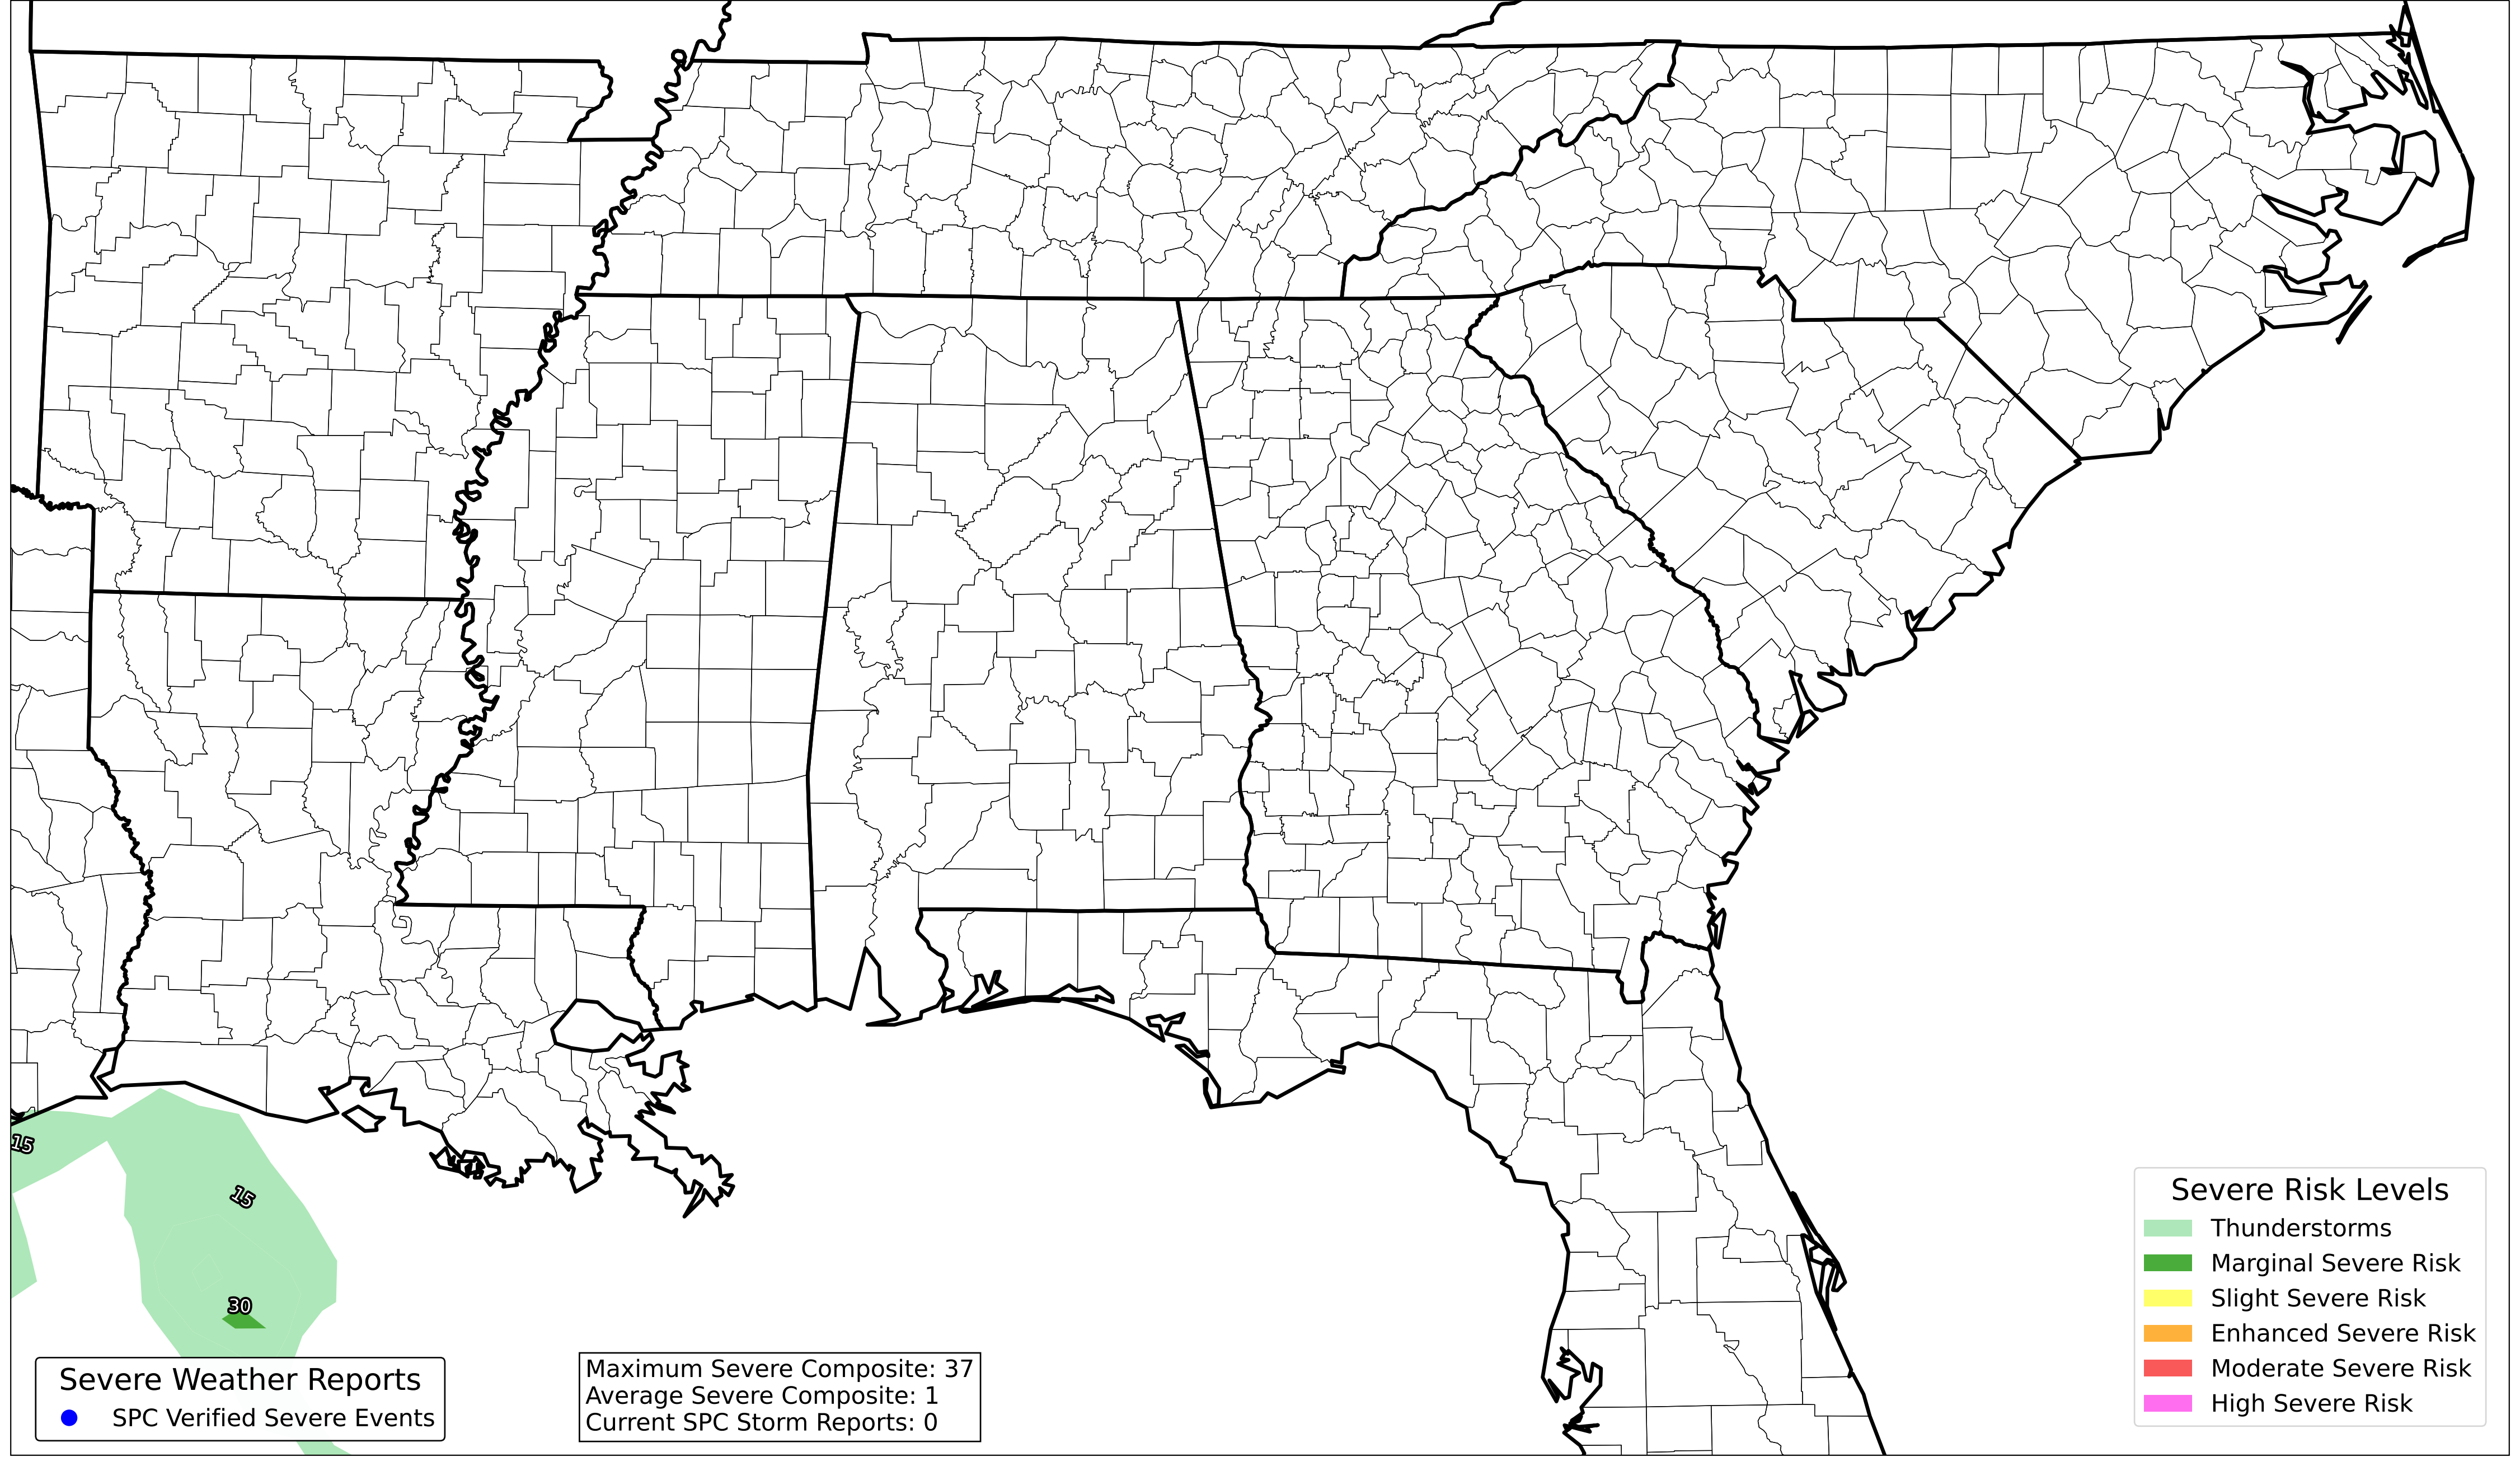 15
15
30
Severe Weather Reports
SPC Verified Severe Events
Maximum Severe Composite: 37
Average Severe Composite: 1
Current SPC Storm Reports: 0
Severe Risk Levels
Thunderstorms
Marginal Severe Risk
Slight Severe Risk
Enhanced Severe Risk
Moderate Severe Risk
High Severe Risk